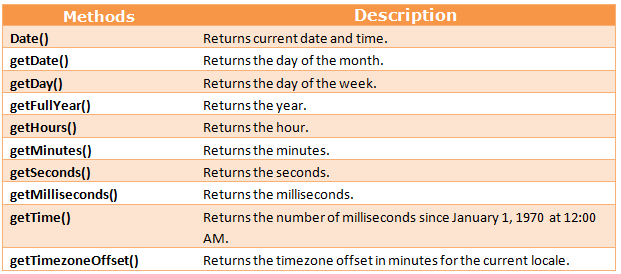 Methods Description
Date() Returns current date and time.
getDate() Returns the day of the month.
getDay() Returns the day of the week.
getFullYear() Returns the year.
getHours() Returns the hour.
getMinutes() Returns the minutes.
getSeconds() Returns the seconds.
getMilliseconds() Returns the milliseconds.
getTime() Returns the number of milliseconds since January 1, 1970 at 12:00
AM.
getTimezoneOffset() Returns the timezone offset in minutes for the current locale.